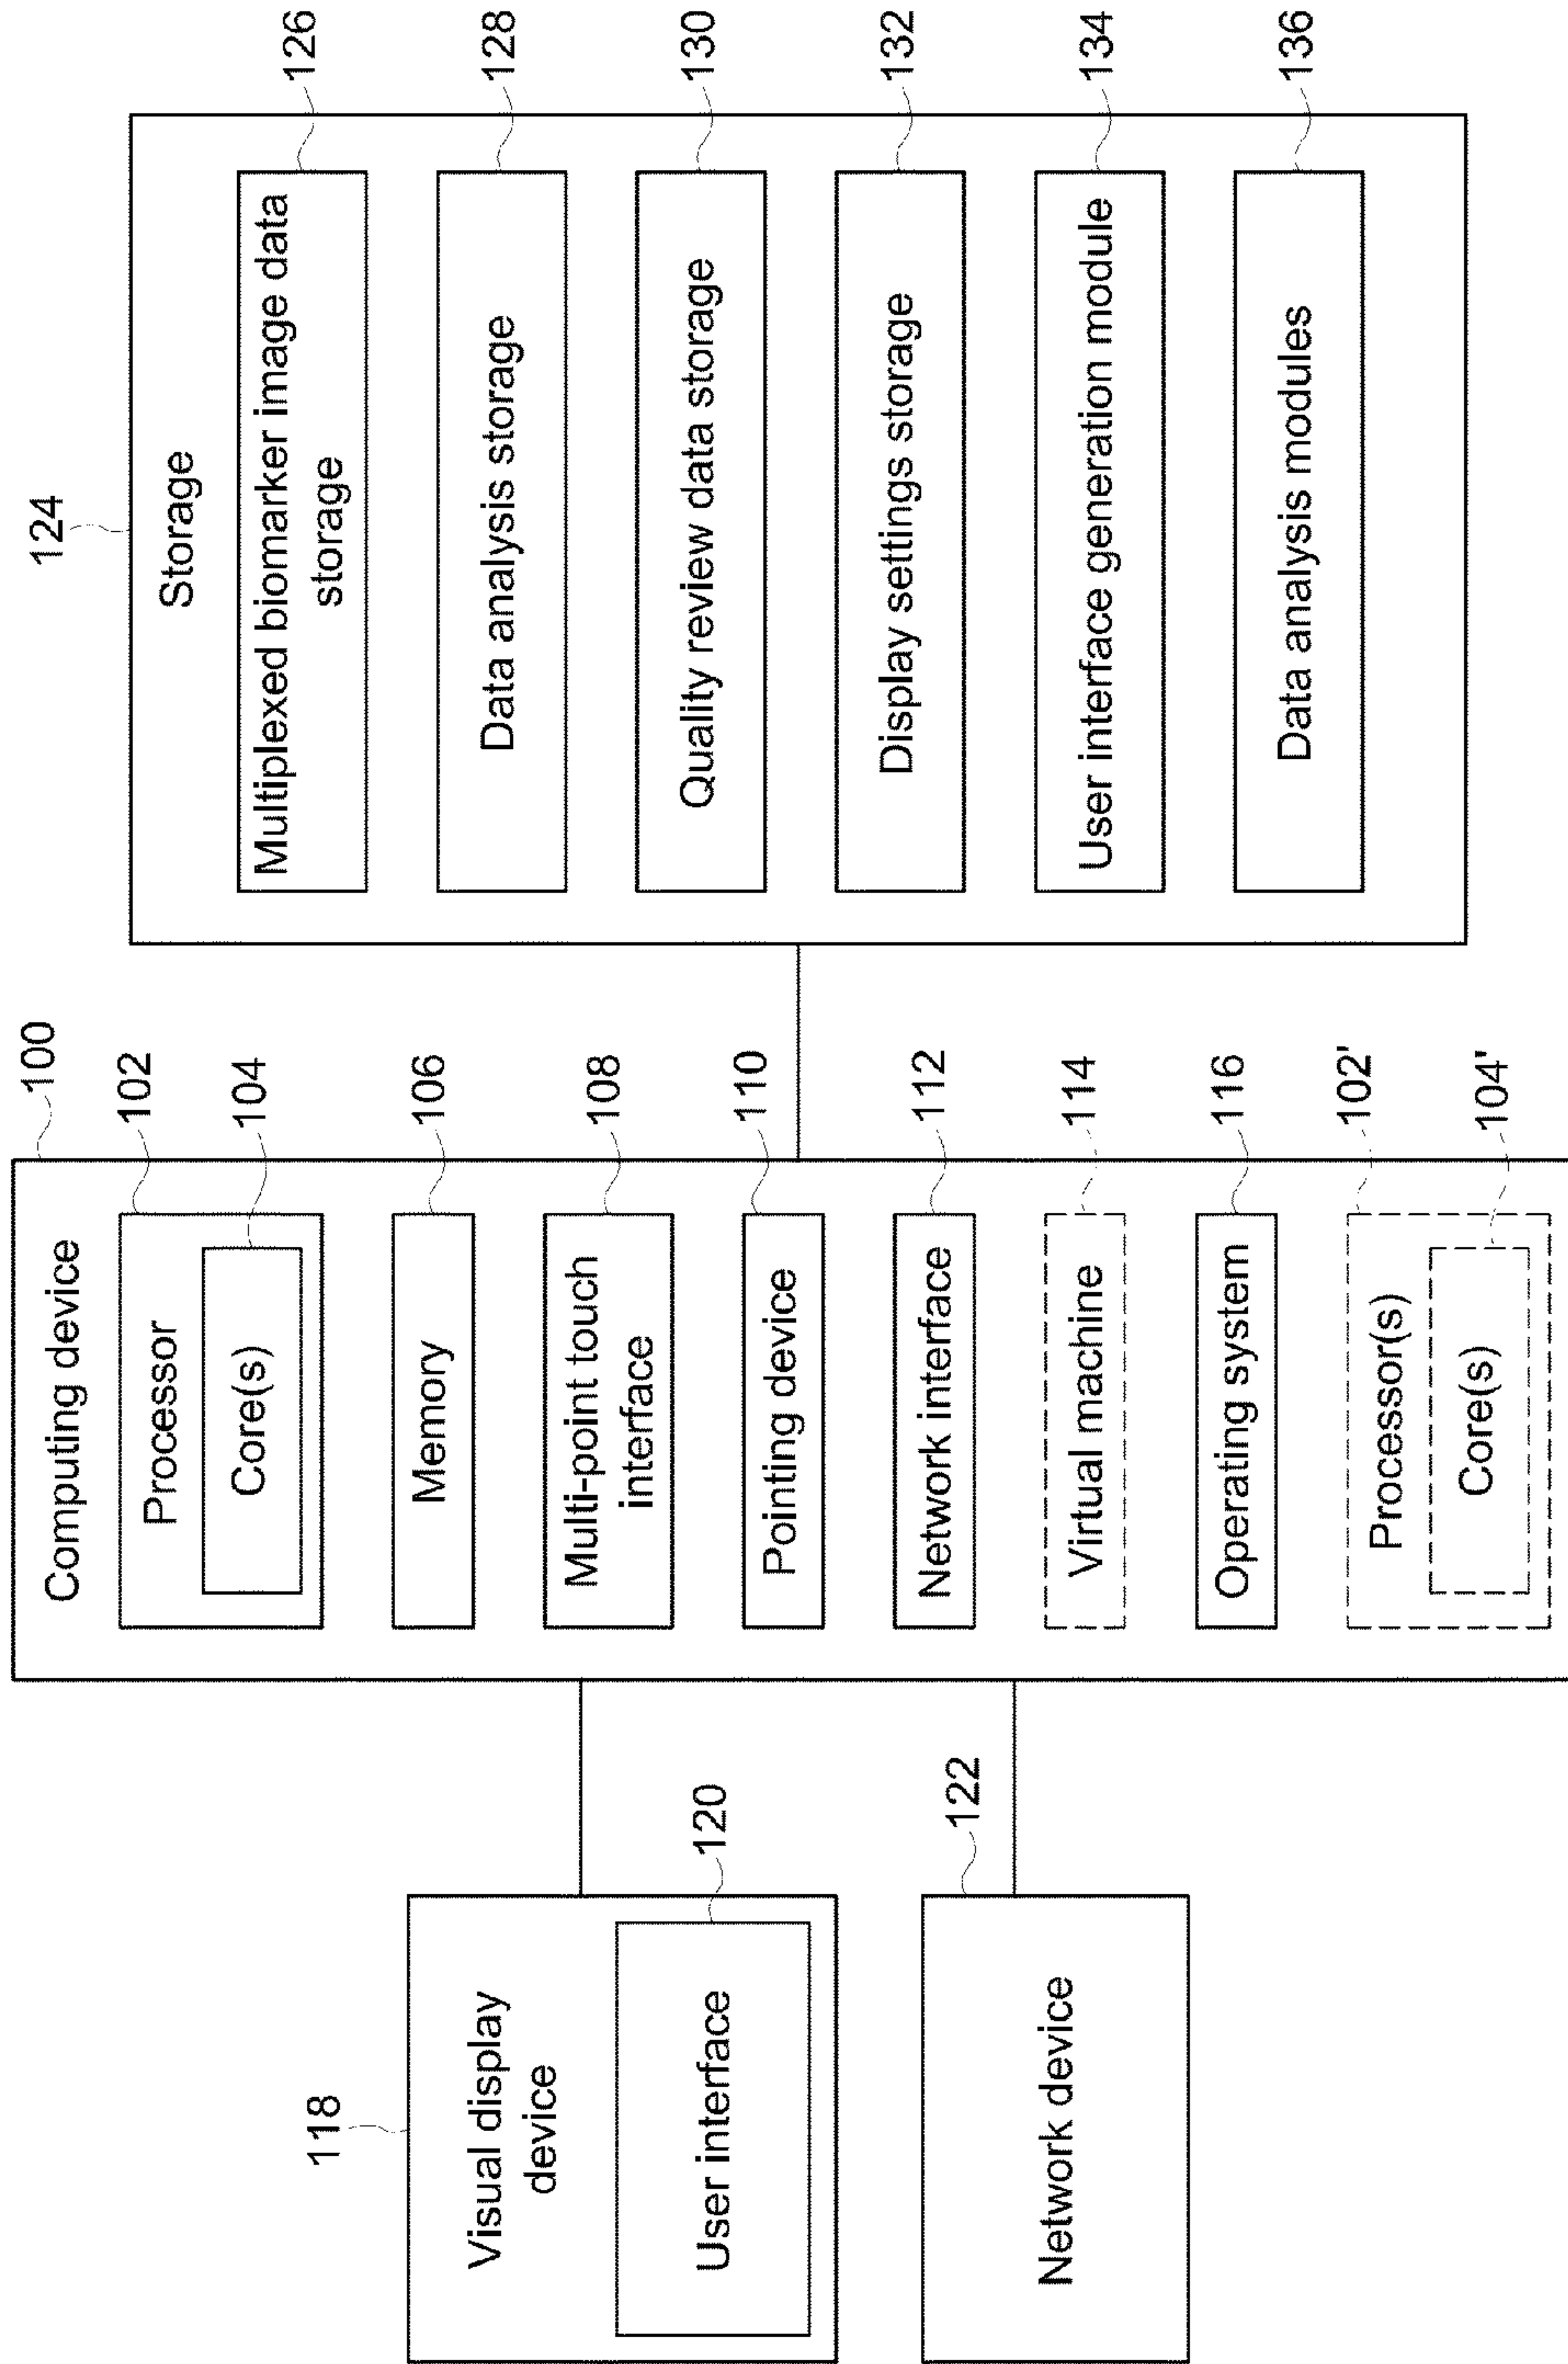 118
Visual display
device
User interface
120
Network device
122
100
Computing device
Processor
102
Core(s)
104
Memory
106
Multi-point touch
interface
108
Pointing device
110
Network interface
112
Virtual machine
114
Operating system
116
Processor(s)
102'
Core(s)
104'
124
Storage
Multiplexed biomarker image data
storage
126
Data analysis storage
128
Quality review data storage
130
Display settings storage
132
User interface generation module
134
Data analysis modules
136